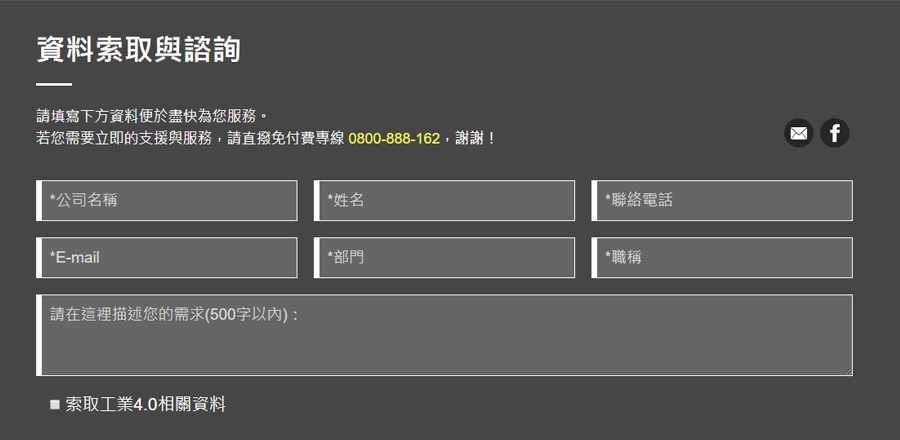 資料索取與諮詢
請填寫下方資料便於盡快為您服務。
若您需要立即的支援與服務，請直撥免付費專線 0800-888-162，謝謝！
*公司名稱
*姓名
*聯絡電話
*E-mail
*部門
*職稱
請在這裡描述您的需求(500字以內)：
索取工業4.0相關資料